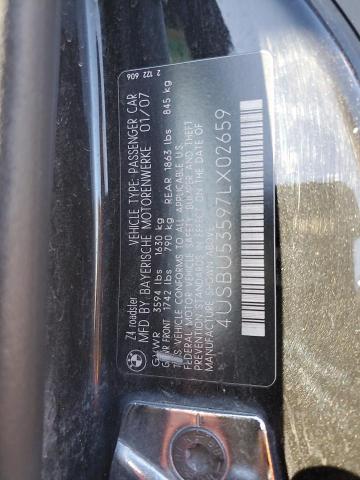 Z4 roadster VEHICLE TYPE: PASSENGER CAR 2 122 606
MFD BY BAYERISCHE MOTORENWERKE 01/07
GVWR 3594 lbs 1630 kg
GWR FRONT 1742 lbs 790 kg REAR 1863 lbs 845 kg
THIS VEHICLE CONFORMS TO ALL APPLICABLE U.S.
FEDERAL MOTOR VEHICLE SAFETY, BUMPER AND THEFT
PREVENTION STANDARDS IN EFFECT ON THE DATE OF
MANUFACTURE SHOWN ABOVE.
4USBU53597LX02659